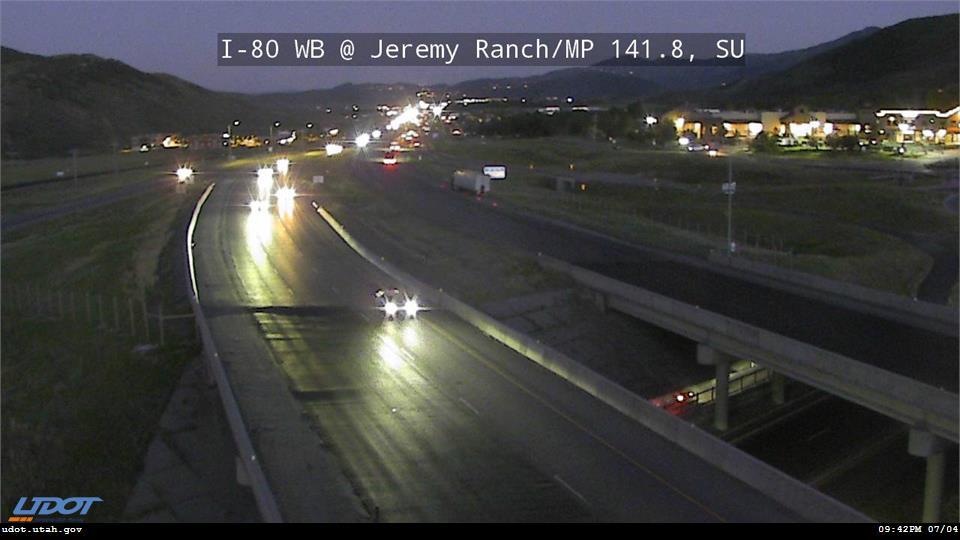 I-80 WB @ Jeremy Ranch/MP 141.8, SU
UDOT
udot.utah.gov 09:42PM 07/04